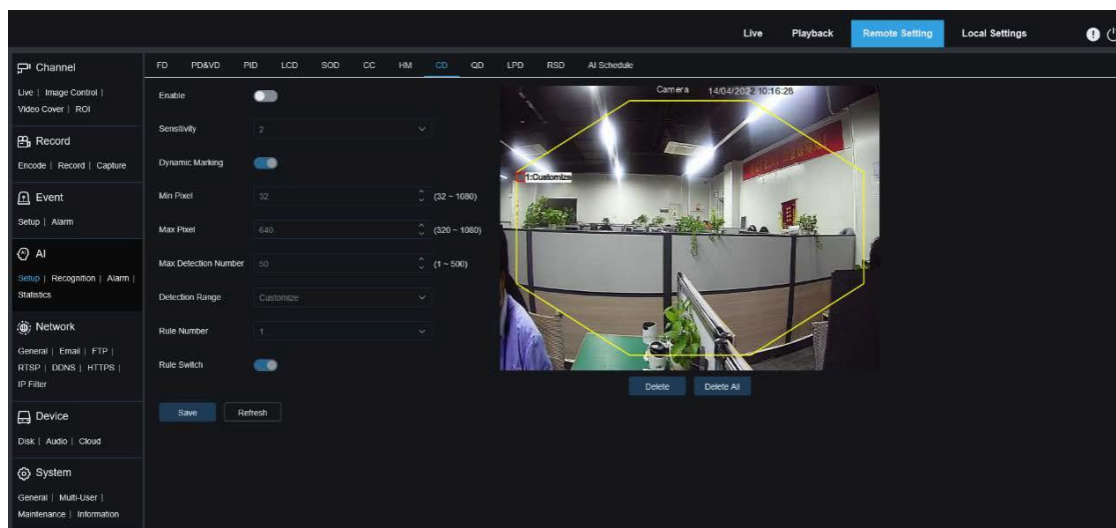 Live Playback Remote Setting Local Settings
Channel
Live | Image Control |
Video Cover | ROI
Record
Encode | Record | Capture
Event
Setup | Alarm
AI
Setup | Recognition | Alarm |
Statistics
Network
General | Email | FTP |
RTSP | DDNS | HTTPS |
IP Filter
Device
Disk | Audio | Cloud
System
General | Multi-User |
Maintenance | Information
FD PD&VD PID LCD SOD CC HM CD QD LPD RSD AI Schedule
Enable
Sensitivity 2
Dynamic Marking
Min Pixel 32 (32 ~ 1080)
Max Pixel 640 (320 ~ 1080)
Max Detection Number 50 (1 ~ 500)
Detection Range Customize
Rule Number 1
Rule Switch
Save Refresh
Camera 14/04/2022 10:16:28
1:Customize
Delete Delete All